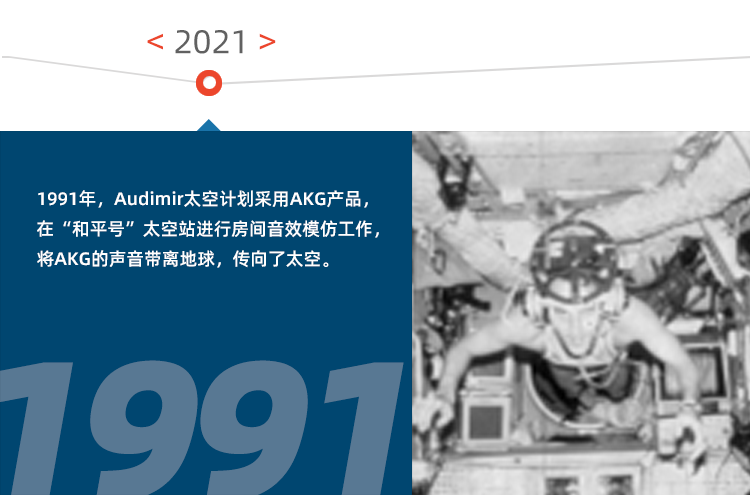 < 2021 >
1991年，Audimir太空计划采用AKG产品，
在“和平号”太空站进行房间音效模仿工作，
将AKG的声音带离地球，传向了太空。
1991